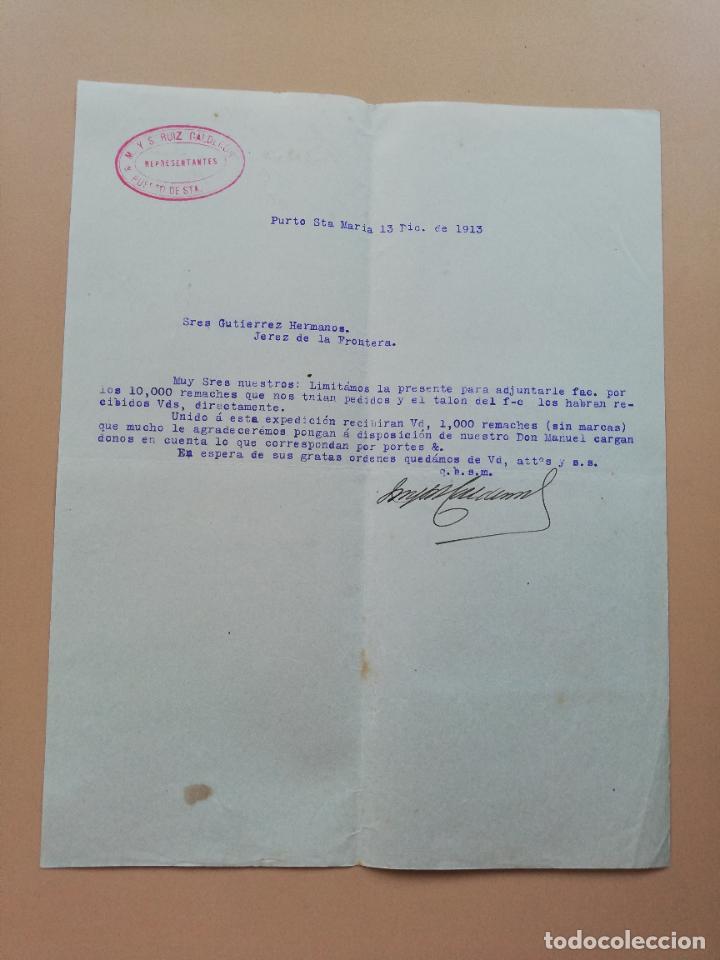 M. Y S. RUIZ CALDERON
REPRESENTANTES
PUERTO DE STA.
Purto Sta Maria 13 Dic. de 1913
Sres Gutierrez Hermanos.
Jerez de la Frontera.
Muy Sres nuestros: Limitámos la presente para adjuntarle fac. por
los 10,000 remaches que nos tnian pedidos y el talon del f-c los habran re-
cibidos Vds, directamente.
Unido á esta expedición recibiran Vd, 1,000 remaches (sin marcas)
que mucho le agradeceremos pongan á disposición de nuestro Don Manuel cargan
donos en cuenta lo que correspondan por portes &.
En espera de sus gratas ordenes quedámos de Vd, attºs y s.s.
q.b.s.m.
todocoleccion
todocoleccion.net